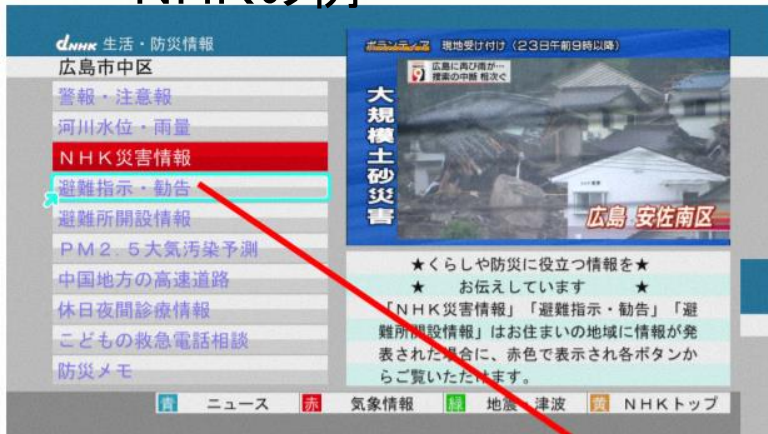 NHKの例
dNHK 生活・防災情報
広島市中区
警報・注意報
河川水位・雨量
NHK災害情報
避難指示・勧告
避難所開設情報
PM2.5大気汚染予測
中国地方の高速道路
休日夜間診療情報
こどもの救急電話相談
防災メモ
ボランティア 現地受け付け（23日午前9時以降）
広島に再び雨が…
捜索の中断 相次ぐ
大規模土砂災害
広島 安佐南区
★くらしや防災に役立つ情報を★
★ お伝えしています ★
「NHK災害情報」「避難指示・勧告」「避
難所開設情報」はお住まいの地域に情報が発
表された場合に、赤色で表示され各ボタンか
らご覧いただけます。
青 ニュース 赤 気象情報 緑 地震・津波 黄 NHKトップ